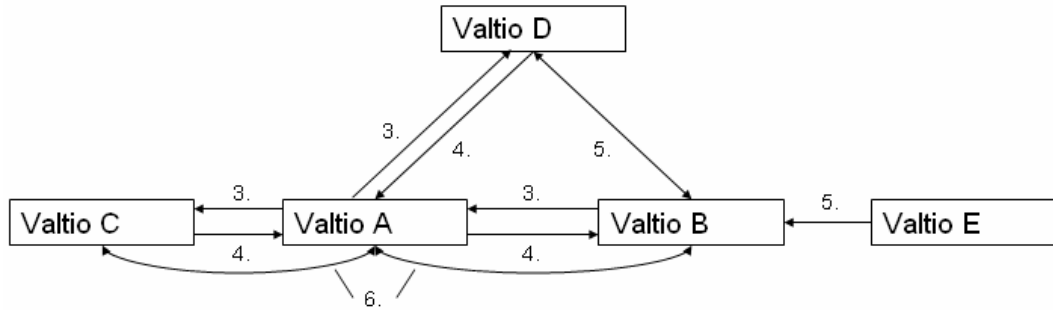 Valtio D
3.
4.
5.
3.
3.
5.
Valtio C
Valtio A
Valtio B
Valtio E
4.
4.
6.